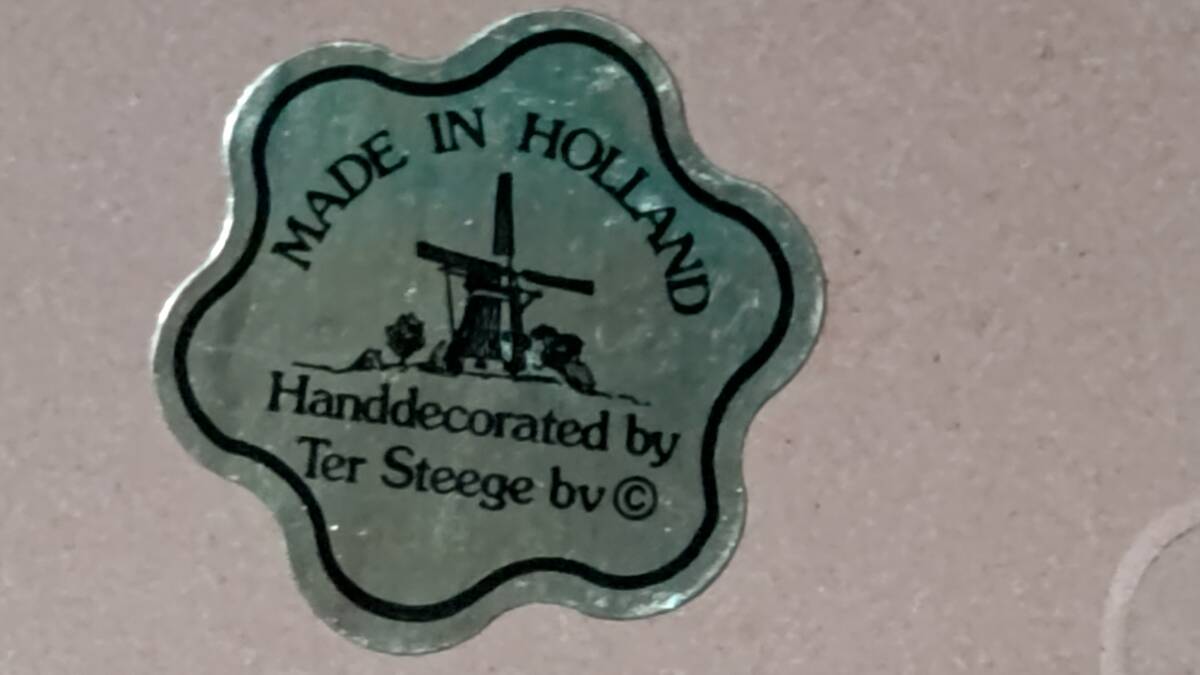 MADE IN HOLLAND
Handdecorated by
Ter Steege bv ©